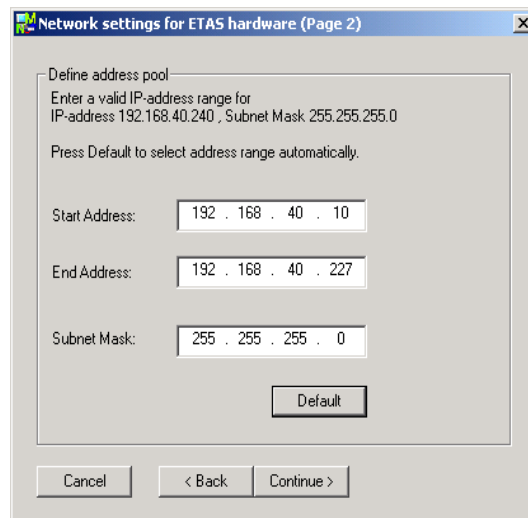 Network settings for ETAS hardware (Page 2)
Define address pool
Enter a valid IP-address range for
IP-address 192.168.40.240 , Subnet Mask 255.255.255.0
Press Default to select address range automatically.
Start Address: 192 . 168 . 40 . 10
End Address: 192 . 168 . 40 . 227
Subnet Mask: 255 . 255 . 255 . 0
Default
Cancel < Back Continue >